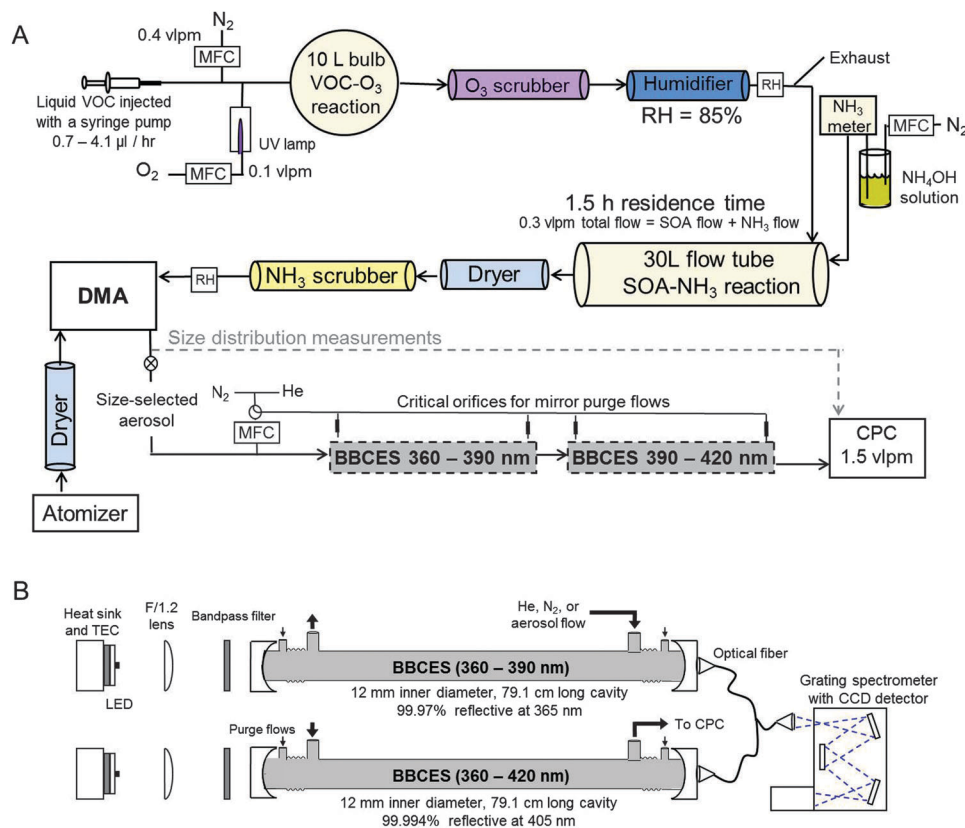 A
N₂
0.4 vlpm
MFC
Liquid VOC injected
with a syringe pump
0.7 – 4.1 µl / hr
UV lamp
O₂
MFC
0.1 vlpm
10 L bulb
VOC-O₃
reaction
O₃ scrubber
Humidifier
RH = 85%
RH
Exhaust
NH₃
meter
MFC
N₂
NH₄OH
solution
1.5 h residence time
0.3 vlpm total flow = SOA flow + NH₃ flow
30L flow tube
SOA-NH₃ reaction
Dryer
NH₃ scrubber
RH
DMA
Size distribution measurements
Size-selected
aerosol
N₂
He
MFC
Critical orifices for mirror purge flows
BBCES 360 – 390 nm
BBCES 390 – 420 nm
CPC
1.5 vlpm
Dryer
Atomizer
B
Heat sink
and TEC
LED
F/1.2
lens
Bandpass filter
He, N₂, or
aerosol flow
Optical fiber
BBCES (360 – 390 nm)
12 mm inner diameter, 79.1 cm long cavity
99.97% reflective at 365 nm
Grating spectrometer
with CCD detector
Purge flows
To CPC
BBCES (360 – 420 nm)
12 mm inner diameter, 79.1 cm long cavity
99.994% reflective at 405 nm